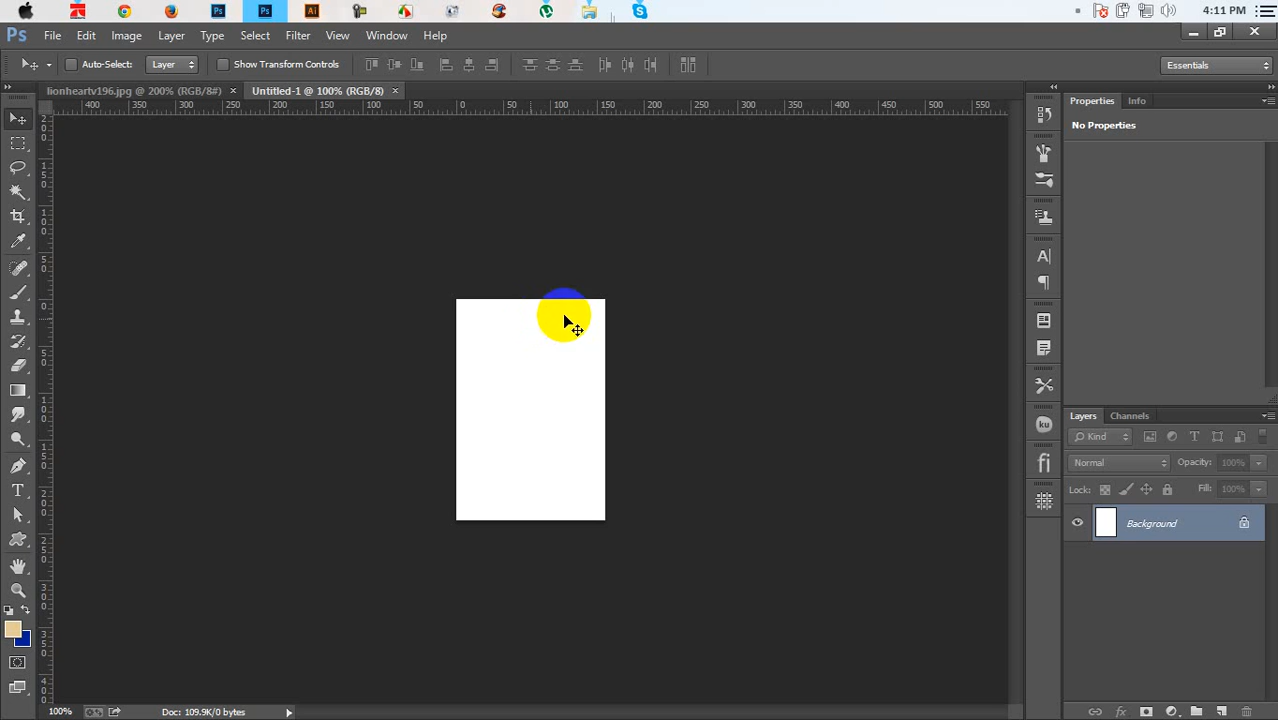 4:11 PM
Ps File Edit Image Layer Type Select Filter View Window Help
Auto-Select: Layer Show Transform Controls Essentials
lionheartv196.jpg @ 200% (RGB/8#) × Untitled-1 @ 100% (RGB/8) ×
400 350 300 250 200 150 100 50 0 50 100 150 200 250 300 350 400 450 500 550
Properties Info
No Properties
Layers Channels
Kind
Normal Opacity: 100%
Lock: Fill: 100%
Background
100% Doc: 109.9K/0 bytes